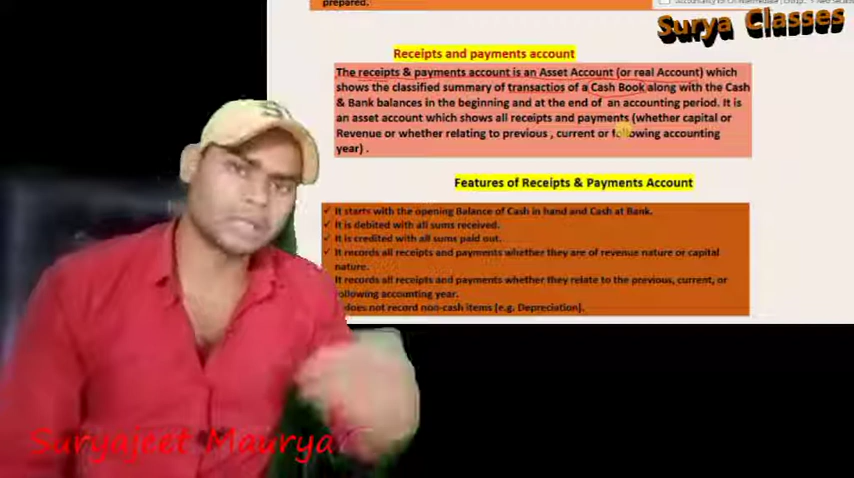 prepared.
Surya Classes
Receipts and payments account
The receipts & payments account is an Asset Account (or real Account) which
shows the classified summary of transactios of a Cash Book along with the Cash
& Bank balances in the beginning and at the end of an accounting period. It is
an asset account which shows all receipts and payments (whether capital or
Revenue or whether relating to previous , current or following accounting
year) .
Features of Receipts & Payments Account
✓ It starts with the opening Balance of Cash in hand and Cash at Bank.
✓ It is debited with all sums received.
✓ It is credited with all sums paid out.
✓ It records all receipts and payments whether they are of revenue nature or capital
nature.
It records all receipts and payments whether they relate to the previous, current, or
following accounting year.
does not record non-cash items [e.g. Depreciation].
Suryajeet Maurya